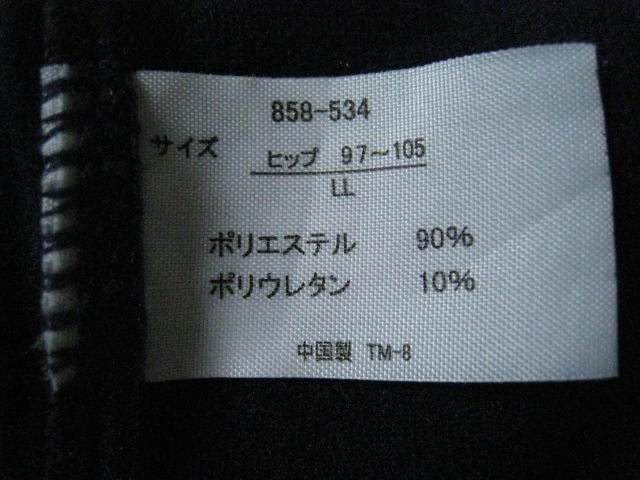 858-534
サイズ ヒップ 97～105
LL
ポリエステル 90%
ポリウレタン 10%
中国製 TM-8